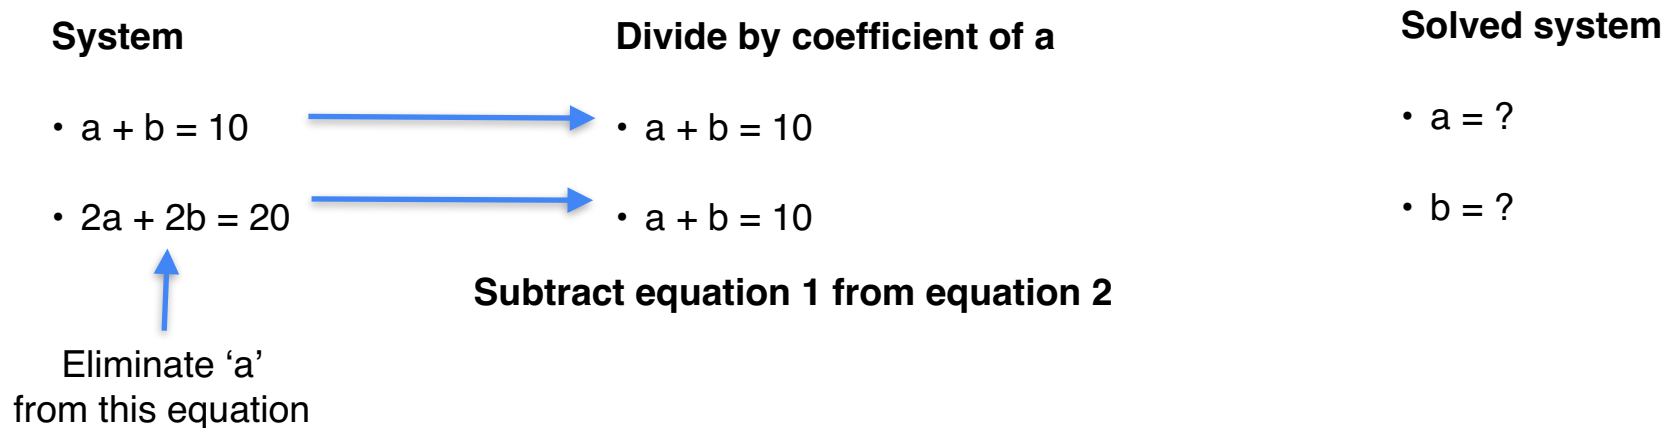 System
• a + b = 10
• 2a + 2b = 20
Eliminate ‘a’
from this equation
Divide by coefficient of a
• a + b = 10
• a + b = 10
Subtract equation 1 from equation 2
Solved system
• a = ?
• b = ?